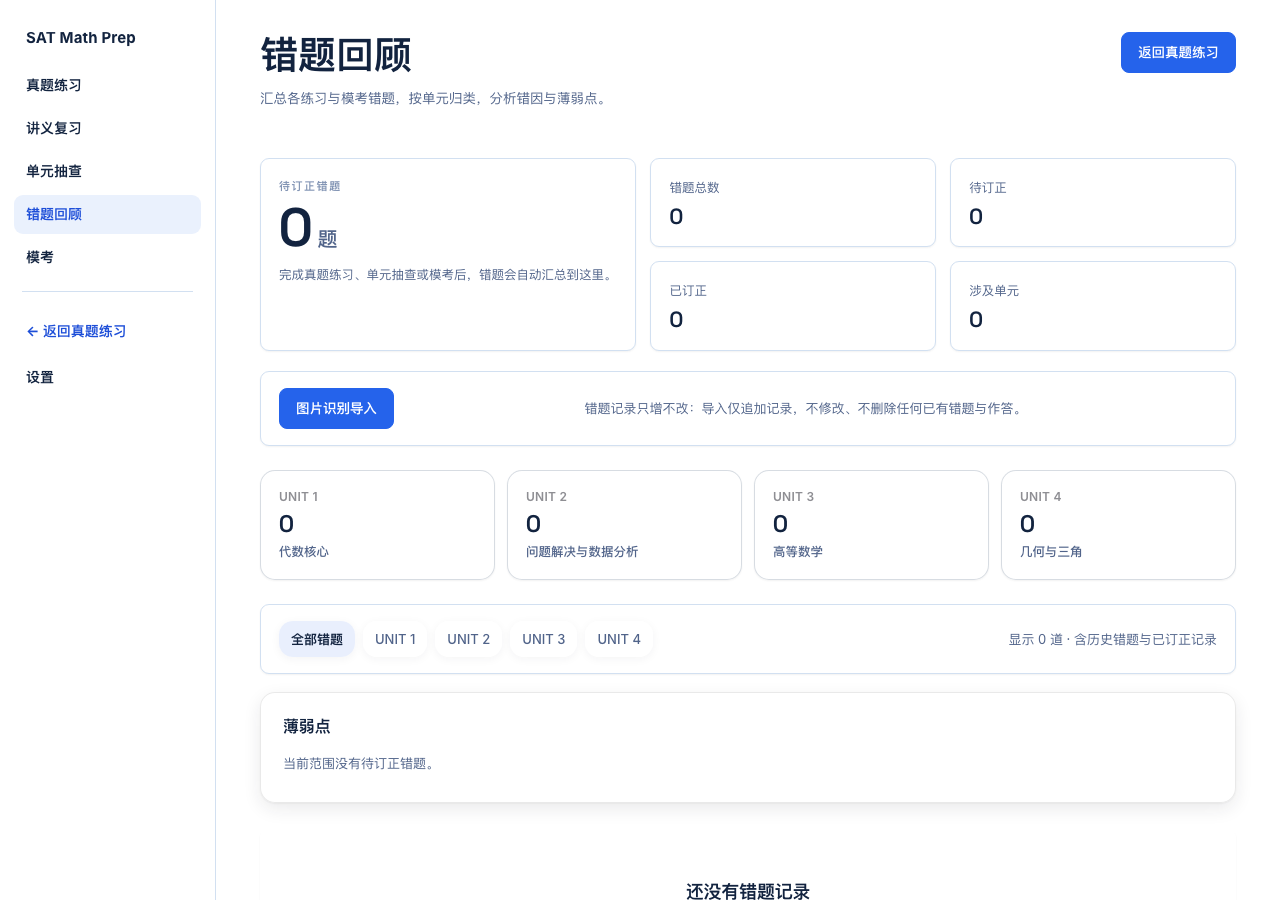 SAT Math Prep
真题练习
讲义复习
单元抽查
错题回顾
模考
← 返回真题练习
设置
错题回顾
返回真题练习
汇总各练习与模考错题，按单元归类，分析错因与薄弱点。
待订正错题
0 题
完成真题练习、单元抽查或模考后，错题会自动汇总到这里。
错题总数
0
待订正
0
已订正
0
涉及单元
0
图片识别导入
错题记录只增不改：导入仅追加记录，不修改、不删除任何已有错题与作答。
UNIT 1
0
代数核心
UNIT 2
0
问题解决与数据分析
UNIT 3
0
高等数学
UNIT 4
0
几何与三角
全部错题 UNIT 1 UNIT 2 UNIT 3 UNIT 4
显示 0 道 · 含历史错题与已订正记录
薄弱点
当前范围没有待订正错题。
还没有错题记录